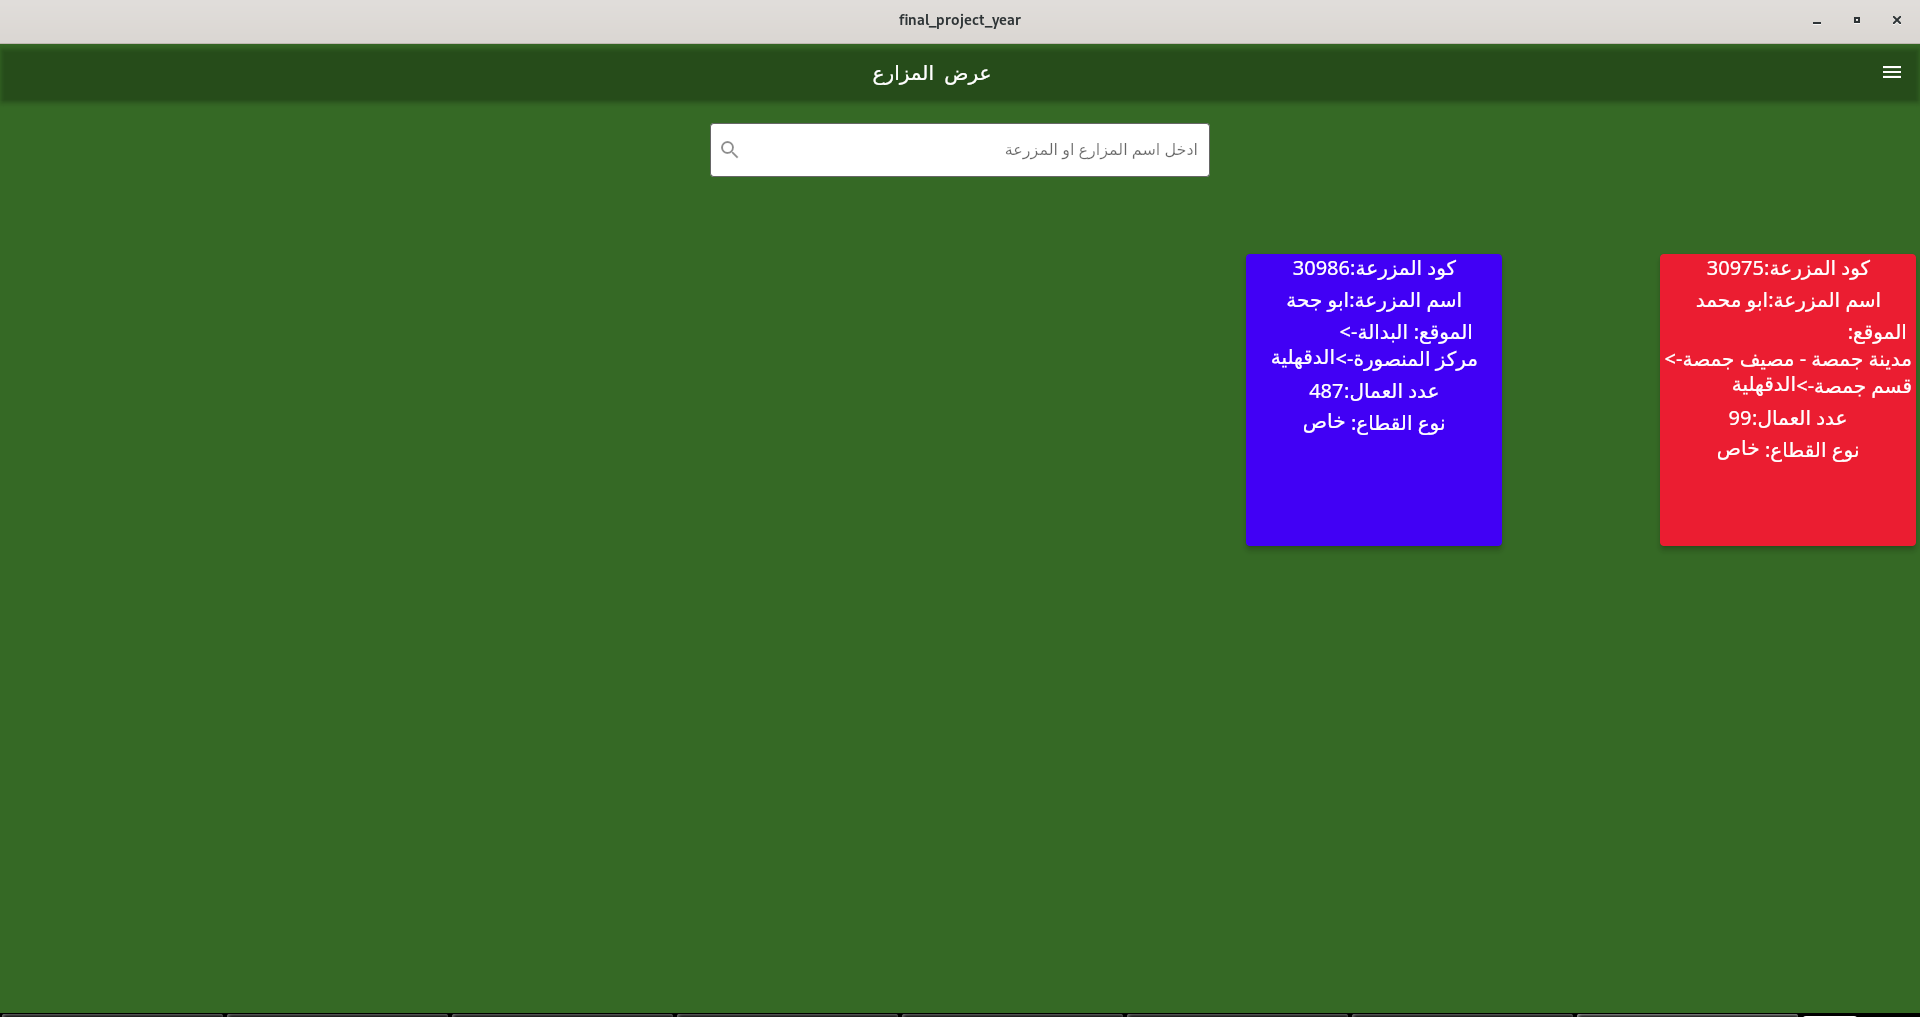 final_project_year
عرض المزارع
ادخل اسم المزارع او المزرعة
كود المزرعة:30975
اسم المزرعة:ابو محمد
الموقع:
مدينة جمصة - مصيف جمصة->
قسم جمصة->الدقهلية
عدد العمال:99
نوع القطاع: خاص
كود المزرعة:30986
اسم المزرعة:ابو جحة
الموقع: البدالة->
مركز المنصورة->الدقهلية
عدد العمال:487
نوع القطاع: خاص